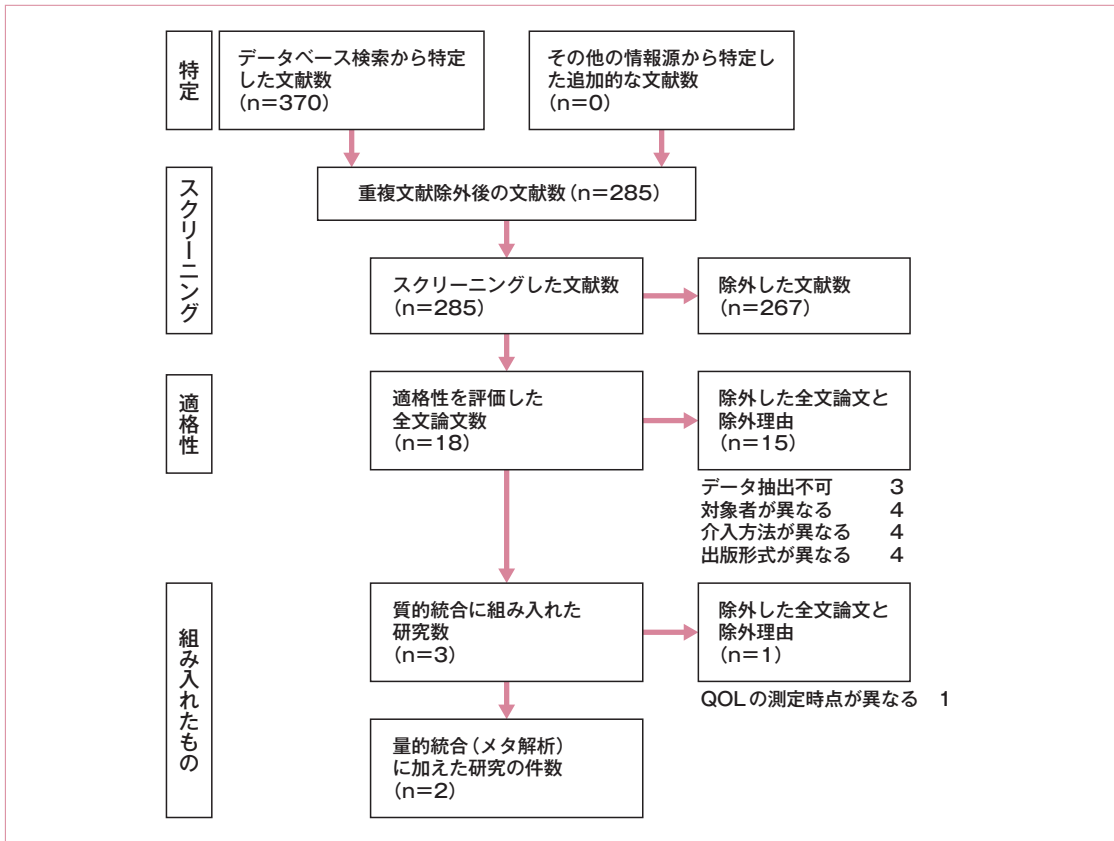 特定
データベース検索から特定
した文献数
（n＝370）
その他の情報源から特定し
た追加的な文献数
（n＝0）
スクリーニング
重複文献除外後の文献数（n＝285）
スクリーニングした文献数
（n＝285）
除外した文献数
（n＝267）
適格性
適格性を評価した
全文論文数
（n＝18）
除外した全文論文と
除外理由
（n＝15）
データ抽出不可 3
対象者が異なる 4
介入方法が異なる 4
出版形式が異なる 4
組み入れたもの
質的統合に組み入れた
研究数
（n＝3）
除外した全文論文と
除外理由
（n＝1）
QOLの測定時点が異なる 1
量的統合（メタ解析）
に加えた研究の件数
（n＝2）